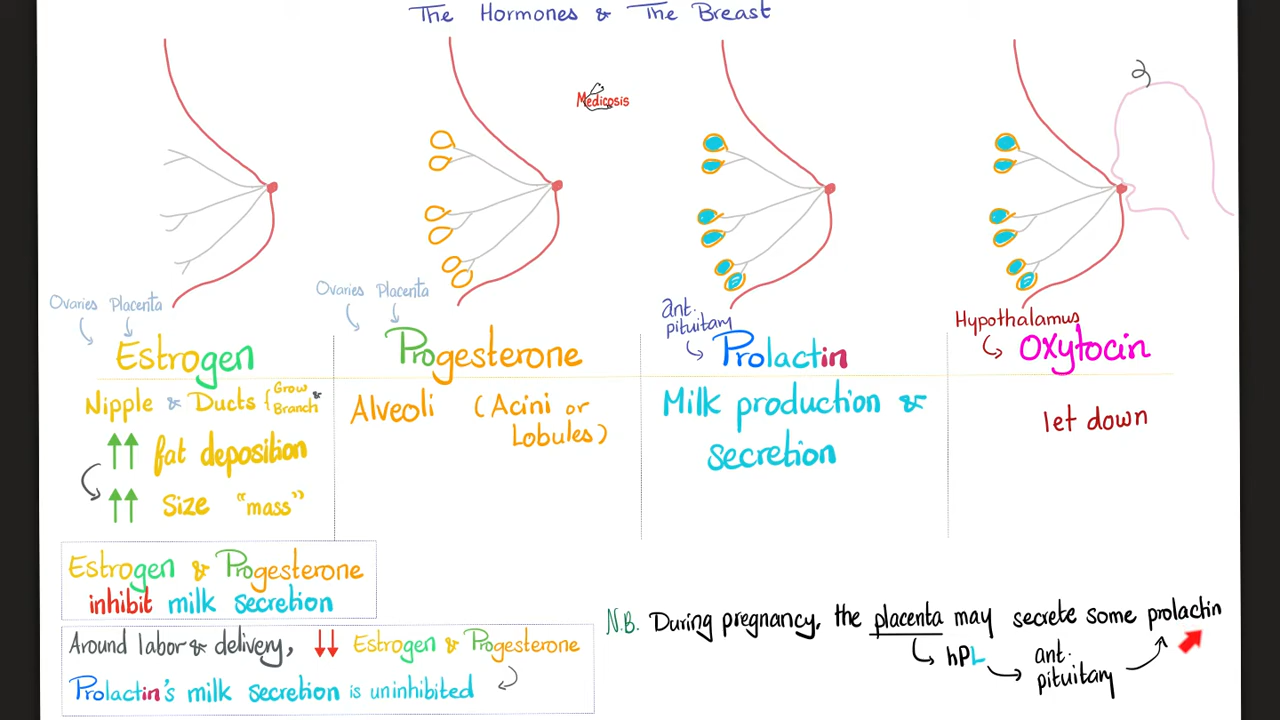 The Hormones & The Breast
Medicosis
Ovaries Placenta
Estrogen
Nipple & Ducts { Grow &
Branch
↑↑ fat deposition
↑↑ Size "mass"
Ovaries Placenta
Progesterone
Alveoli (Acini or
Lobules)
ant.
pituitary
Prolactin
Milk production &
secretion
Hypothalamus
Oxytocin
let down
Estrogen & Progesterone
inhibit milk secretion
Around labor & delivery, ↓↓ Estrogen & Progesterone
Prolactin's milk secretion is uninhibited
N.B. During pregnancy, the placenta may secrete some prolactin
hPL
ant.
pituitary